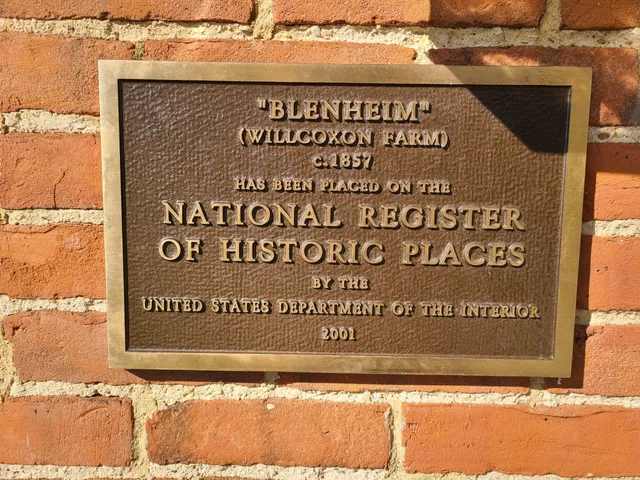 "BLENHEIM"
(WILLCOXON FARM)
c.1857
HAS BEEN PLACED ON THE
NATIONAL REGISTER
OF HISTORIC PLACES
BY THE
UNITED STATES DEPARTMENT OF THE INTERIOR
2001